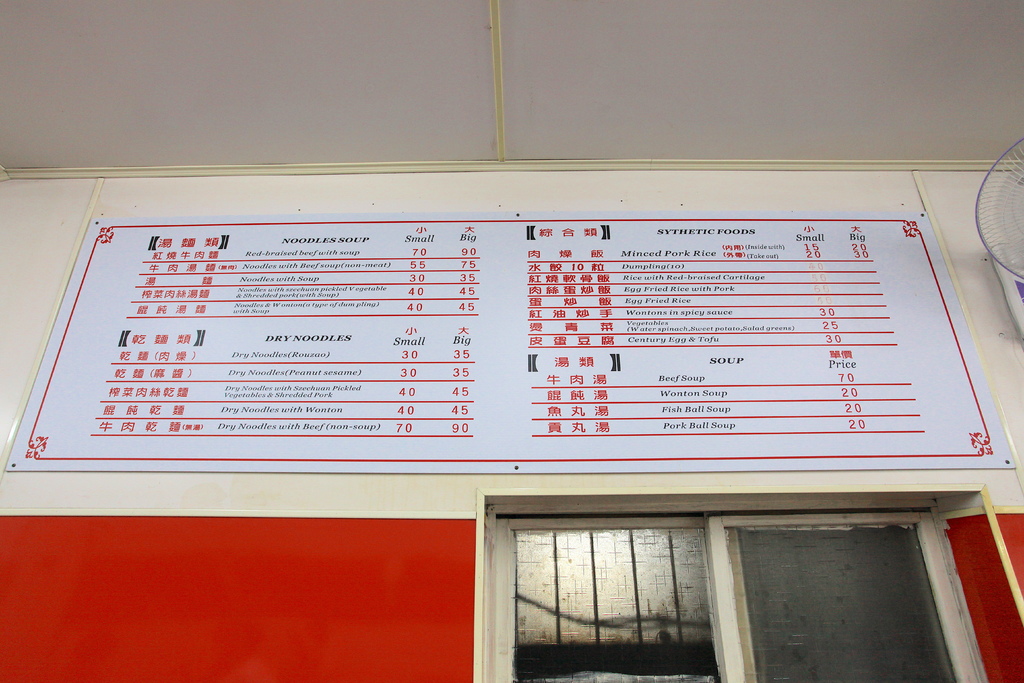 【湯麵類】 NOODLES SOUP 小 Small 大 Big
紅燒牛肉麵 Red-braised beef with soup 70 90
牛肉湯麵(無肉) Noodles with Beef soup(non-meat) 55 75
湯麵 Noodles with Soup 30 35
榨菜肉絲湯麵 Noodles with szechuan pickled Vegetable & Shredded pork(with Soup) 40 45
餛飩湯麵 Noodles & Wonton(a type of dumpling) with Soup 40 45
【乾麵類】 DRY NOODLES 小 Small 大 Big
乾麵(肉燥) Dry Noodles(Rouzao) 30 35
乾麵(麻醬) Dry Noodles(Peanut sesame) 30 35
榨菜肉絲乾麵 Dry Noodles with Szechuan Pickled Vegetables & Shredded Pork 40 45
餛飩乾麵 Dry Noodles with Wonton 40 45
牛肉乾麵(無湯) Dry Noodles with Beef (non-soup) 70 90
【綜合類】 SYTHETIC FOODS 小 Small 大 Big
肉燥飯 Minced Pork Rice (內用)(Inside with) 15 20
(外帶)(Take out) 20 30
水餃10粒 Dumpling(10)
紅燒軟骨飯 Rice with Red-braised Cartilage
肉絲蛋炒飯 Egg Fried Rice with Pork
蛋炒飯 Egg Fried Rice
紅油炒手 Wontons in spicy sauce 30
燙青菜 Vegetables (Water spinach,Sweet potato,Salad greens) 25
皮蛋豆腐 Century Egg & Tofu 30
【湯類】 SOUP 單價 Price
牛肉湯 Beef Soup 70
餛飩湯 Wonton Soup 20
魚丸湯 Fish Ball Soup 20
貢丸湯 Pork Ball Soup 20